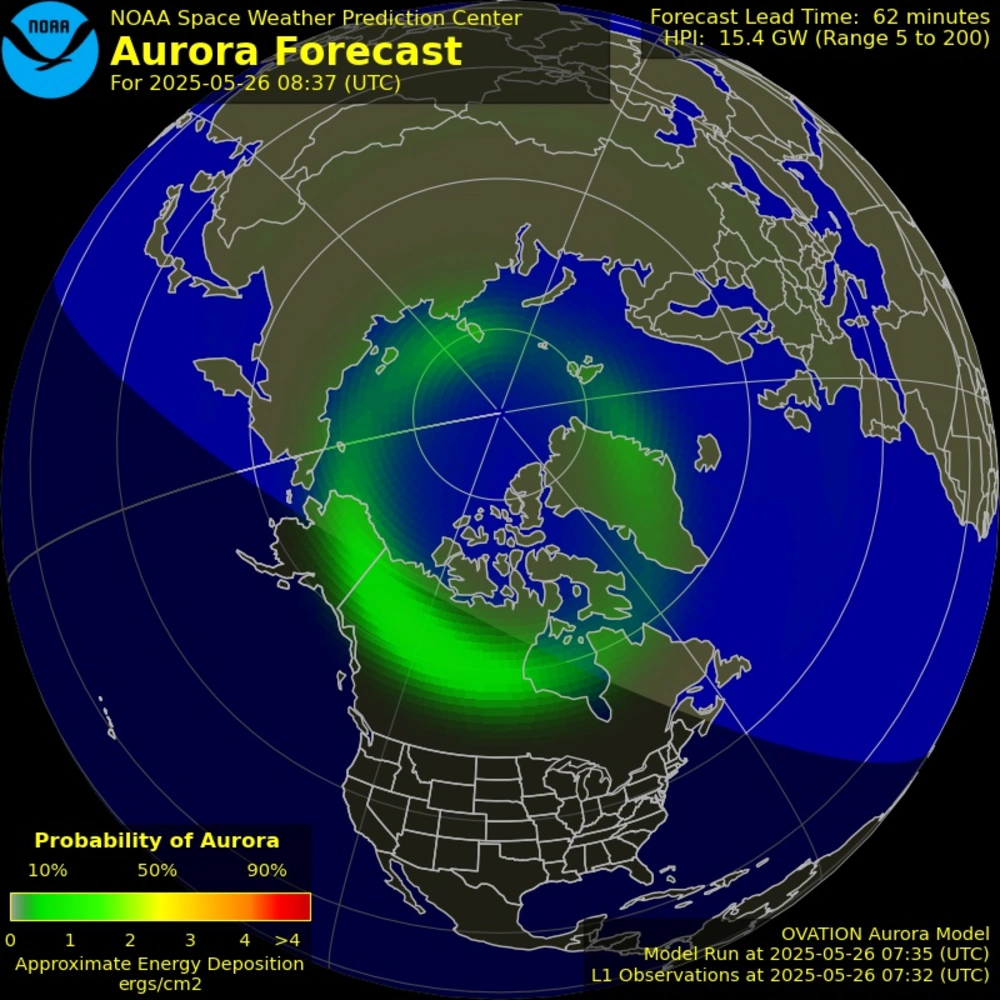 NOAA
NOAA Space Weather Prediction Center
Aurora Forecast
For 2025-05-26 08:37 (UTC)
Forecast Lead Time: 62 minutes
HPI: 15.4 GW (Range 5 to 200)
Probability of Aurora
10% 50% 90%
0 1 2 3 4 >4
Approximate Energy Deposition
ergs/cm2
OVATION Aurora Model
Model Run at 2025-05-26 07:35 (UTC)
L1 Observations at 2025-05-26 07:32 (UTC)